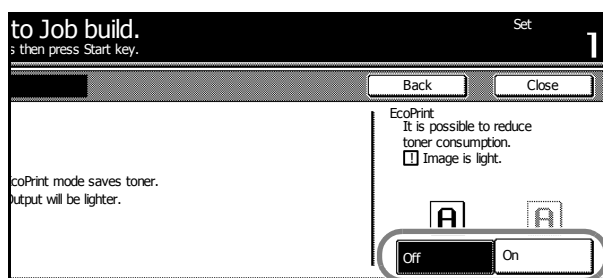 to Job build.
s then press Start key.
Set
1
Back
Close
EcoPrint
It is possible to reduce
toner consumption.
! Image is light.
coPrint mode saves toner.
Output will be lighter.
A
A
Off
On